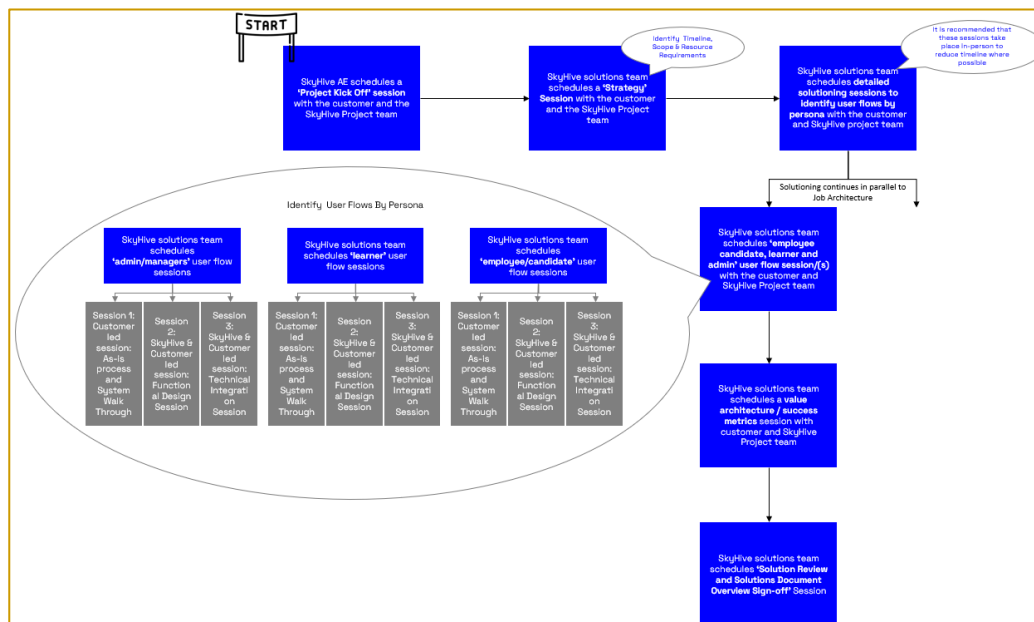 START
SkyHive AE schedules a
'Project Kick Off' session
with the customer and the
SkyHive Project team
Identify Timeline,
Scope & Resource
Requirements
SkyHive solutions team
schedules a 'Strategy'
Session with the customer
and the SkyHive Project
team
It is recommended that
these sessions take
place in-person to
reduce timeline where
possible
SkyHive solutions team
schedules detailed
solutioning sessions to
identify user flows by
persona with the customer
and SkyHive project team
Solutioning continues in parallel to
Job Architecture
Identify User Flows By Persona
SkyHive solutions team
schedules
'admin/managers' user flow
sessions
Session 1:
Customer
led
session:
As-is
process
and
System
Walk
Through
Session
2:
SkyHive &
Customer
led
session:
Function
al Design
Session
Session
3:
SkyHive &
Customer
led
session:
Technical
Integrati
on
Session
SkyHive solutions team
schedules 'learner' user
flow sessions
Session 1:
Customer
led
session:
As-is
process
and
System
Walk
Through
Session
2:
SkyHive &
Customer
led
session:
Function
al Design
Session
Session
3:
SkyHive &
Customer
led
session:
Technical
Integrati
on
Session
SkyHive solutions team
schedules
'employee/candidate' user
flow sessions
Session 1:
Customer
led
session:
As-is
process
and
System
Walk
Through
Session
2:
SkyHive &
Customer
led
session:
Function
al Design
Session
Session
3:
SkyHive &
Customer
led
session:
Technical
Integrati
on
Session
SkyHive solutions team
schedules 'employee
candidate, learner and
admin' user flow session/(s)
with the customer and
SkyHive Project team
SkyHive solutions team
schedules a value
architecture / success
metrics session with
customer and SkyHive
Project team
SkyHive solutions team
schedules 'Solution Review
and Solutions Document
Overview Sign-off' Session